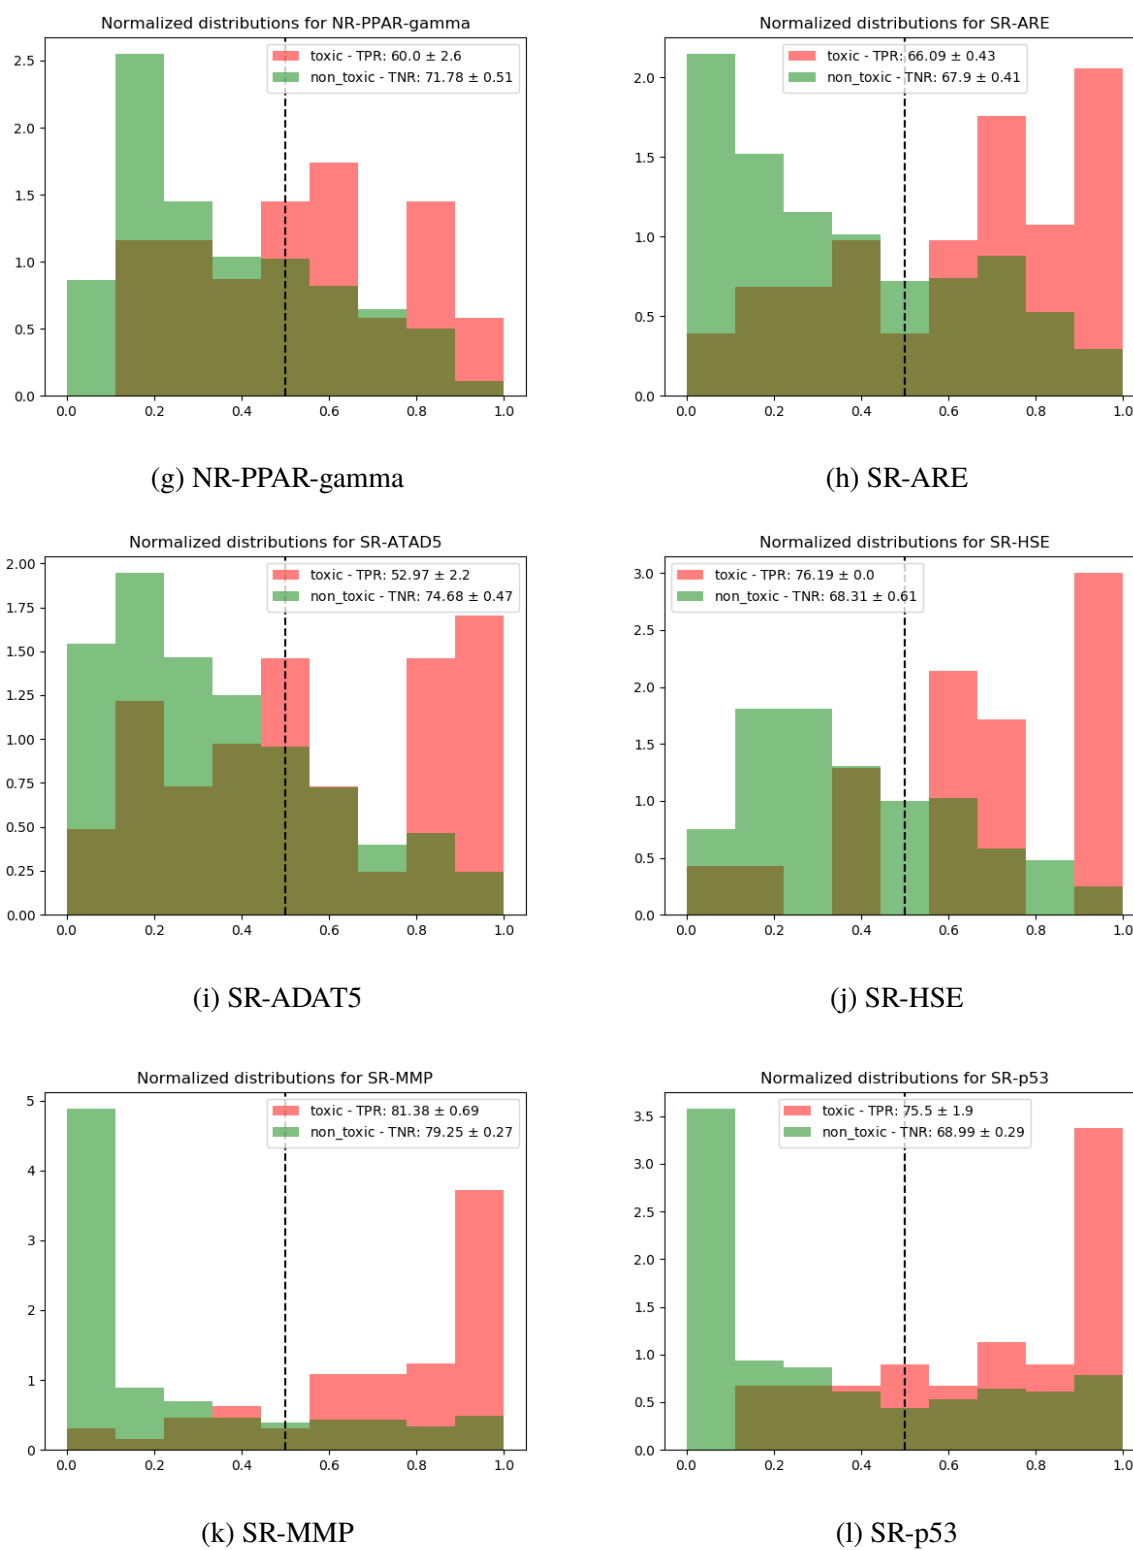 Normalized distributions for NR-PPAR-gamma
toxic - TPR: 60.0 ± 2.6
non_toxic - TNR: 71.78 ± 0.51
2.5
2.0
1.5
1.0
0.5
0.0
0.0 0.2 0.4 0.6 0.8 1.0
(g) NR-PPAR-gamma
Normalized distributions for SR-ARE
toxic - TPR: 66.09 ± 0.43
non_toxic - TNR: 67.9 ± 0.41
2.0
1.5
1.0
0.5
0.0
0.0 0.2 0.4 0.6 0.8 1.0
(h) SR-ARE
Normalized distributions for SR-ATAD5
toxic - TPR: 52.97 ± 2.2
non_toxic - TNR: 74.68 ± 0.47
2.00
1.75
1.50
1.25
1.00
0.75
0.50
0.25
0.00
0.0 0.2 0.4 0.6 0.8 1.0
(i) SR-ADAT5
Normalized distributions for SR-HSE
toxic - TPR: 76.19 ± 0.0
non_toxic - TNR: 68.31 ± 0.61
3.0
2.5
2.0
1.5
1.0
0.5
0.0
0.0 0.2 0.4 0.6 0.8 1.0
(j) SR-HSE
Normalized distributions for SR-MMP
toxic - TPR: 81.38 ± 0.69
non_toxic - TNR: 79.25 ± 0.27
5
4
3
2
1
0
0.0 0.2 0.4 0.6 0.8 1.0
(k) SR-MMP
Normalized distributions for SR-p53
toxic - TPR: 75.5 ± 1.9
non_toxic - TNR: 68.99 ± 0.29
3.5
3.0
2.5
2.0
1.5
1.0
0.5
0.0
0.0 0.2 0.4 0.6 0.8 1.0
(l) SR-p53